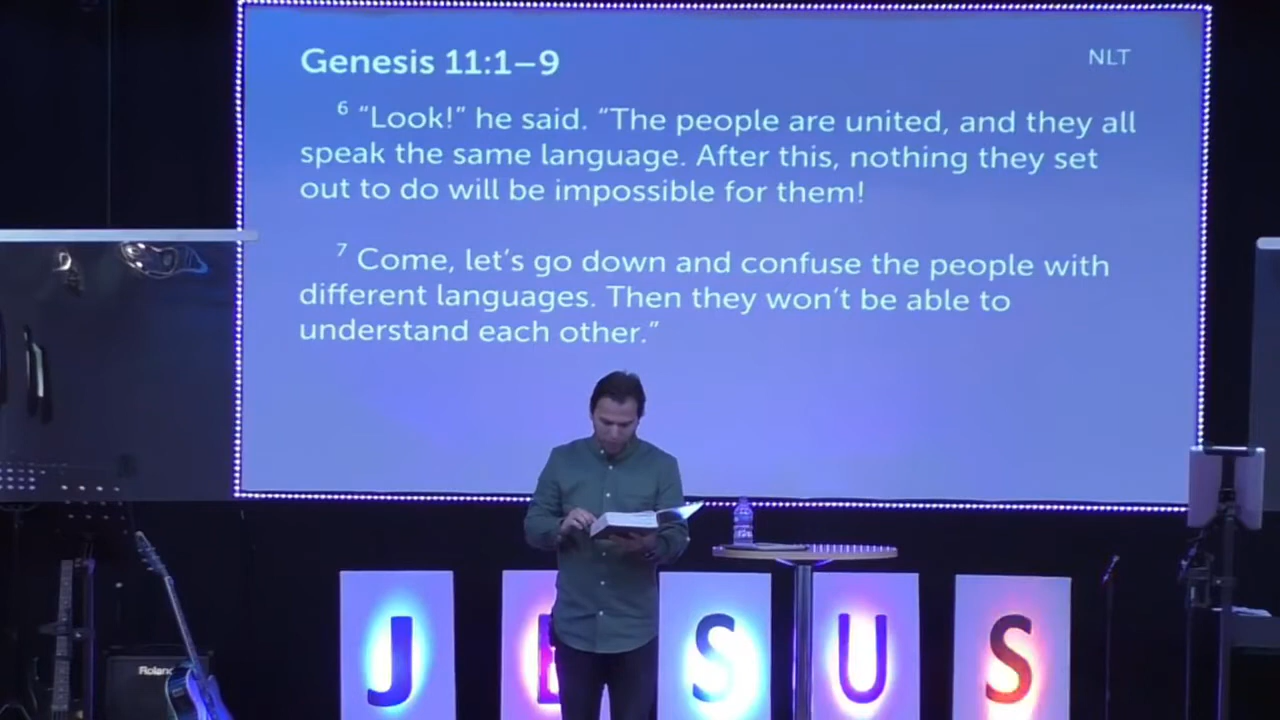 Genesis 11:1–9
NLT
6 “Look!” he said. “The people are united, and they all
speak the same language. After this, nothing they set
out to do will be impossible for them!
7 Come, let’s go down and confuse the people with
different languages. Then they won’t be able to
understand each other.”
Roland
JESUS